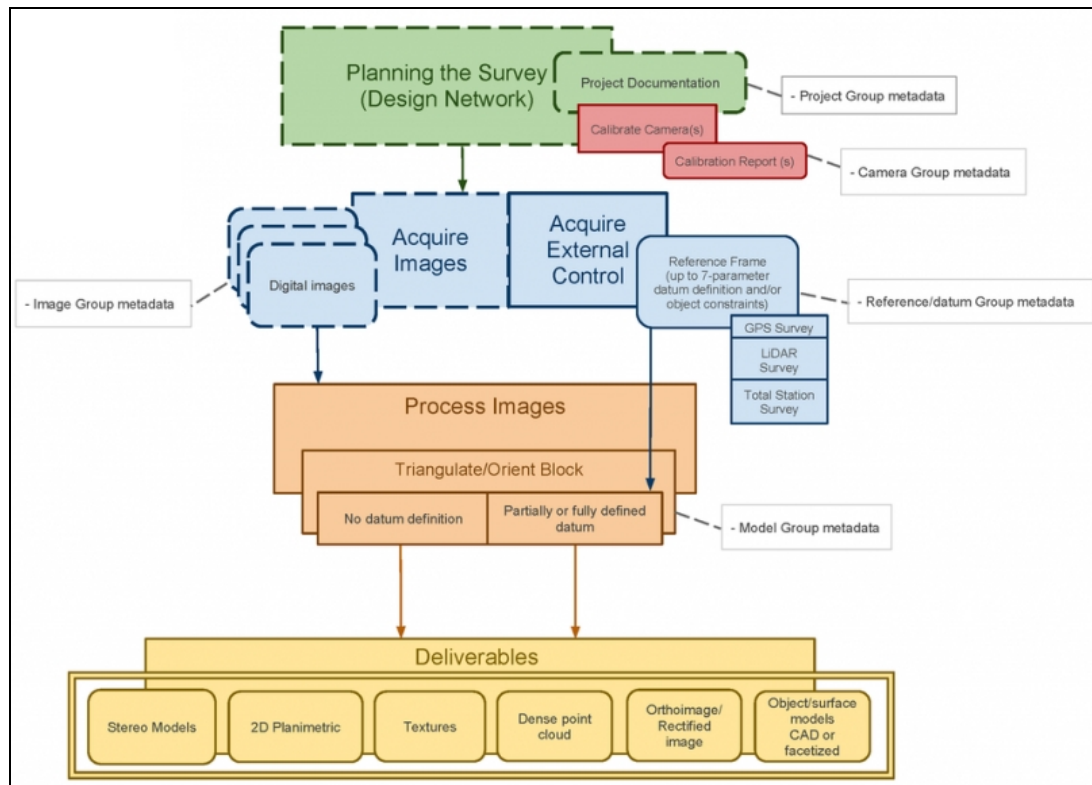 Planning the Survey
(Design Network)
Project Documentation
- Project Group metadata
Calibrate Camera(s)
Calibration Report (s)
- Camera Group metadata
Acquire
Images
Acquire
External
Control
Digital images
- Image Group metadata
Reference Frame
(up to 7-parameter
datum definition and/or
object constraints)
- Reference/datum Group metadata
GPS Survey
LiDAR
Survey
Total Station
Survey
Process Images
Triangulate/Orient Block
No datum definition
Partially or fully defined
datum
- Model Group metadata
Deliverables
Stereo Models
2D Planimetric
Textures
Dense point
cloud
Orthoimage/
Rectified
image
Object/surface
models
CAD or
facetized